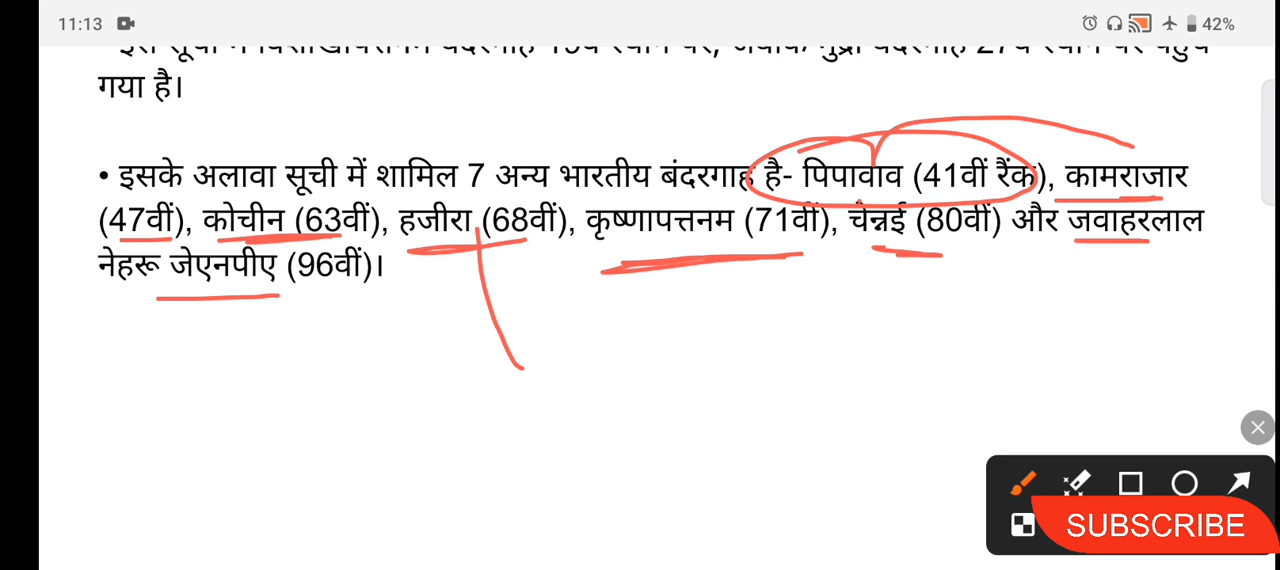 11:13 42%
गया है।
• इसके अलावा सूची में शामिल 7 अन्य भारतीय बंदरगाह है- पिपावाव (41वीं रैंक), कामराजार
(47वीं), कोचीन (63वीं), हजीरा (68वीं), कृष्णापत्तनम (71वीं), चेन्नई (80वीं) और जवाहरलाल
नेहरू जेएनपीए (96वीं)।
SUBSCRIBE